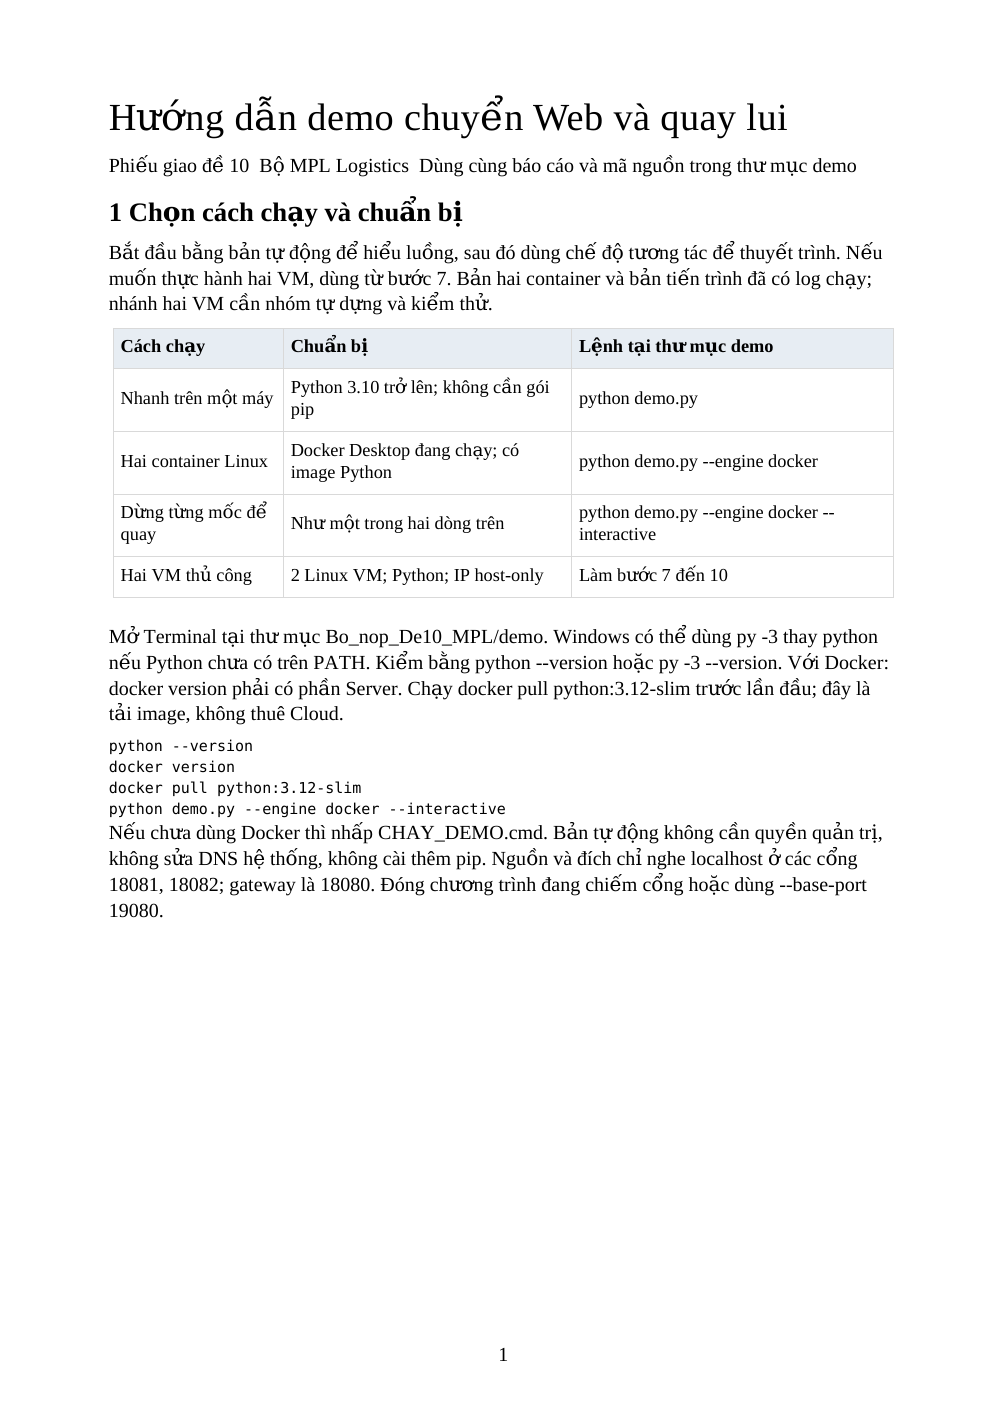 Hướng dẫn demo chuyển Web và quay lui
Phiếu giao đề 10  Bộ MPL Logistics  Dùng cùng báo cáo và mã nguồn trong thư mục demo
1 Chọn cách chạy và chuẩn bị
Bắt đầu bằng bản tự động để hiểu luồng, sau đó dùng chế độ tương tác để thuyết trình. Nếu
muốn thực hành hai VM, dùng từ bước 7. Bản hai container và bản tiến trình đã có log chạy;
nhánh hai VM cần nhóm tự dựng và kiểm thử.
Cách chạy
Chuẩn bị
Lệnh tại thư mục demo
Nhanh trên một máy
Python 3.10 trở lên; không cần gói
pip
python demo.py
Hai container Linux
Docker Desktop đang chạy; có
image Python
python demo.py --engine docker
Dừng từng mốc để
quay
Như một trong hai dòng trên
python demo.py --engine docker --
interactive
Hai VM thủ công
2 Linux VM; Python; IP host-only
Làm bước 7 đến 10
Mở Terminal tại thư mục Bo_nop_De10_MPL/demo. Windows có thể dùng py -3 thay python
nếu Python chưa có trên PATH. Kiểm bằng python --version hoặc py -3 --version. Với Docker:
docker version phải có phần Server. Chạy docker pull python:3.12-slim trước lần đầu; đây là
tải image, không thuê Cloud.
python --version
docker version
docker pull python:3.12-slim
python demo.py --engine docker --interactive
Nếu chưa dùng Docker thì nhấp CHAY_DEMO.cmd. Bản tự động không cần quyền quản trị,
không sửa DNS hệ thống, không cài thêm pip. Nguồn và đích chỉ nghe localhost ở các cổng
18081, 18082; gateway là 18080. Đóng chương trình đang chiếm cổng hoặc dùng --base-port
19080.
1